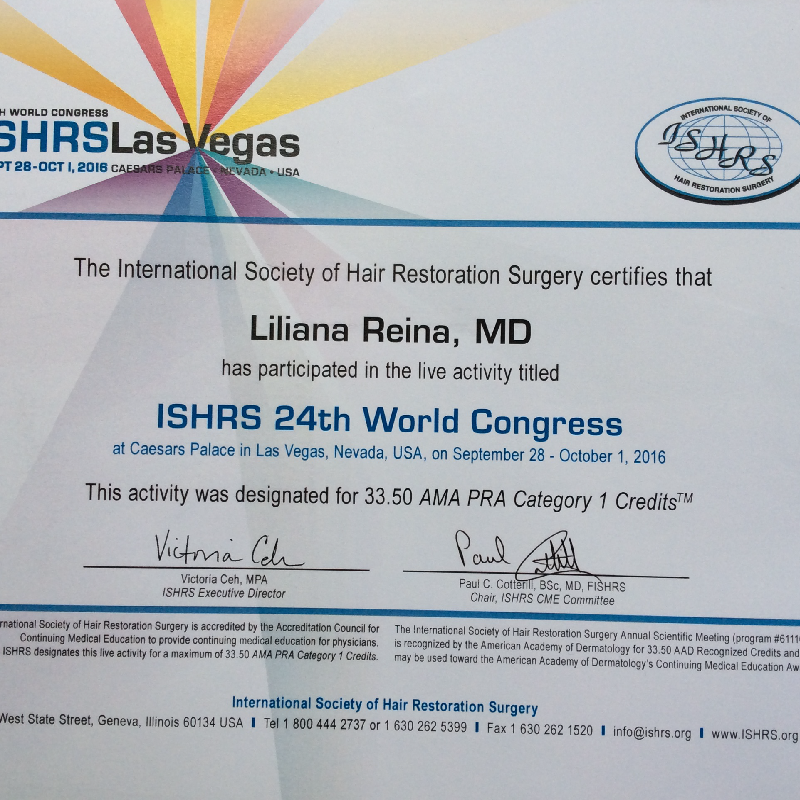 H WORLD CONGRESS
SHRS Las Vegas
PT 28-OCT 1, 2016 CAESARS PALACE • NEVADA • USA
INTERNATIONAL SOCIETY OF
ISHRS
HAIR RESTORATION SURGERY
The International Society of Hair Restoration Surgery certifies that
Liliana Reina, MD
has participated in the live activity titled
ISHRS 24th World Congress
at Caesars Palace in Las Vegas, Nevada, USA, on September 28 - October 1, 2016
This activity was designated for 33.50 AMA PRA Category 1 Credits™
Victoria Ceh
Victoria Ceh, MPA
ISHRS Executive Director
Paul Cotterill
Paul C. Cotterill, BSc, MD, FISHRS
Chair, ISHRS CME Committee
rnational Society of Hair Restoration Surgery is accredited by the Accreditation Council for
Continuing Medical Education to provide continuing medical education for physicians.
ISHRS designates this live activity for a maximum of 33.50 AMA PRA Category 1 Credits.
The International Society of Hair Restoration Surgery Annual Scientific Meeting (program #6111
is recognized by the American Academy of Dermatology for 33.50 AAD Recognized Credits and
may be used toward the American Academy of Dermatology's Continuing Medical Education Aw
International Society of Hair Restoration Surgery
West State Street, Geneva, Illinois 60134 USA | Tel 1 800 444 2737 or 1 630 262 5399 | Fax 1 630 262 1520 | info@ishrs.org | www.ISHRS.org